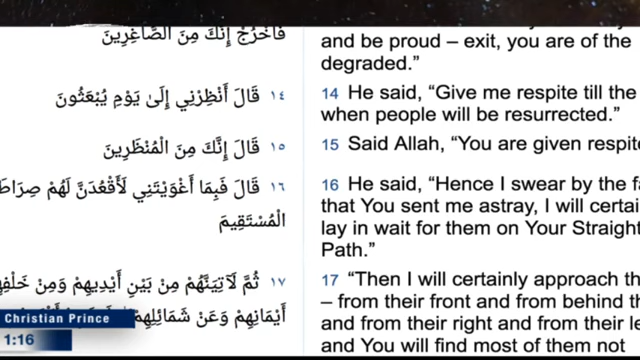 فَاخْرُجْ إِنَّكَ مِنَ الصَّاغِرِينَ
١٤ قَالَ أَنْظِرْنِي إِلَىٰ يَوْمِ يُبْعَثُونَ
١٥ قَالَ إِنَّكَ مِنَ الْمُنْظَرِينَ
١٦ قَالَ فَبِمَا أَغْوَيْتَنِي لَأَقْعُدَنَّ لَهُمْ صِرَاطَ
الْمُسْتَقِيمَ
١٧ ثُمَّ لَآتِيَنَّهُمْ مِنْ بَيْنِ أَيْدِيهِمْ وَمِنْ خَلْفِهِ
أَيْمَانِهِمْ وَعَنْ شَمَائِلِهِمْ
and be proud – exit, you are of the
degraded.”
14 He said, “Give me respite till the
when people will be resurrected.”
15 Said Allah, “You are given respite
16 He said, “Hence I swear by the fa
that You sent me astray, I will certai
lay in wait for them on Your Straight
Path.”
17 “Then I will certainly approach th
– from their front and from behind th
and from their right and from their le
and You will find most of them not
Christian Prince
1:16